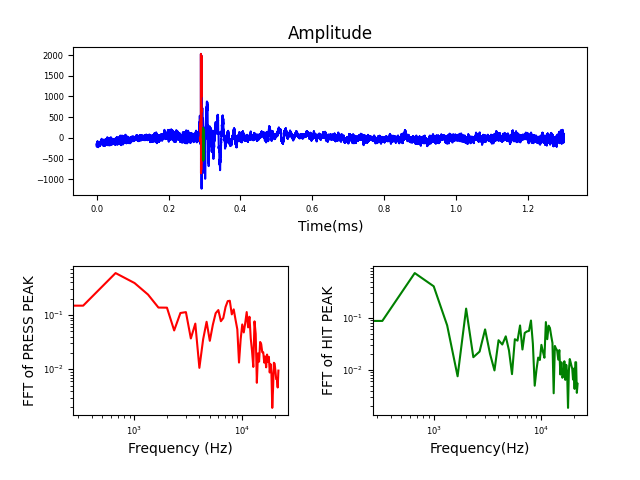 Amplitude
2000
1500
1000
500
0
−500
−1000
0.0 0.2 0.4 0.6 0.8 1.0 1.2
Time(ms)
FFT of PRESS PEAK
10⁻¹
10⁻²
10³ 10⁴
Frequency (Hz)
FFT of HIT PEAK
10⁻¹
10⁻²
10³ 10⁴
Frequency(Hz)